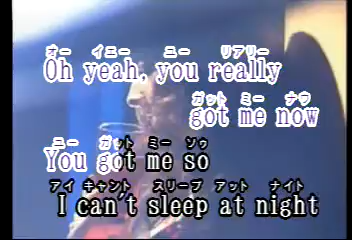 オー イエー ユー リアリー
Oh yeah, you really
ガット ミー ナウ
got me now
ユー ガット ミー ソゥ
You got me so
アイ キャント スリープ アット ナイト
I can't sleep at night